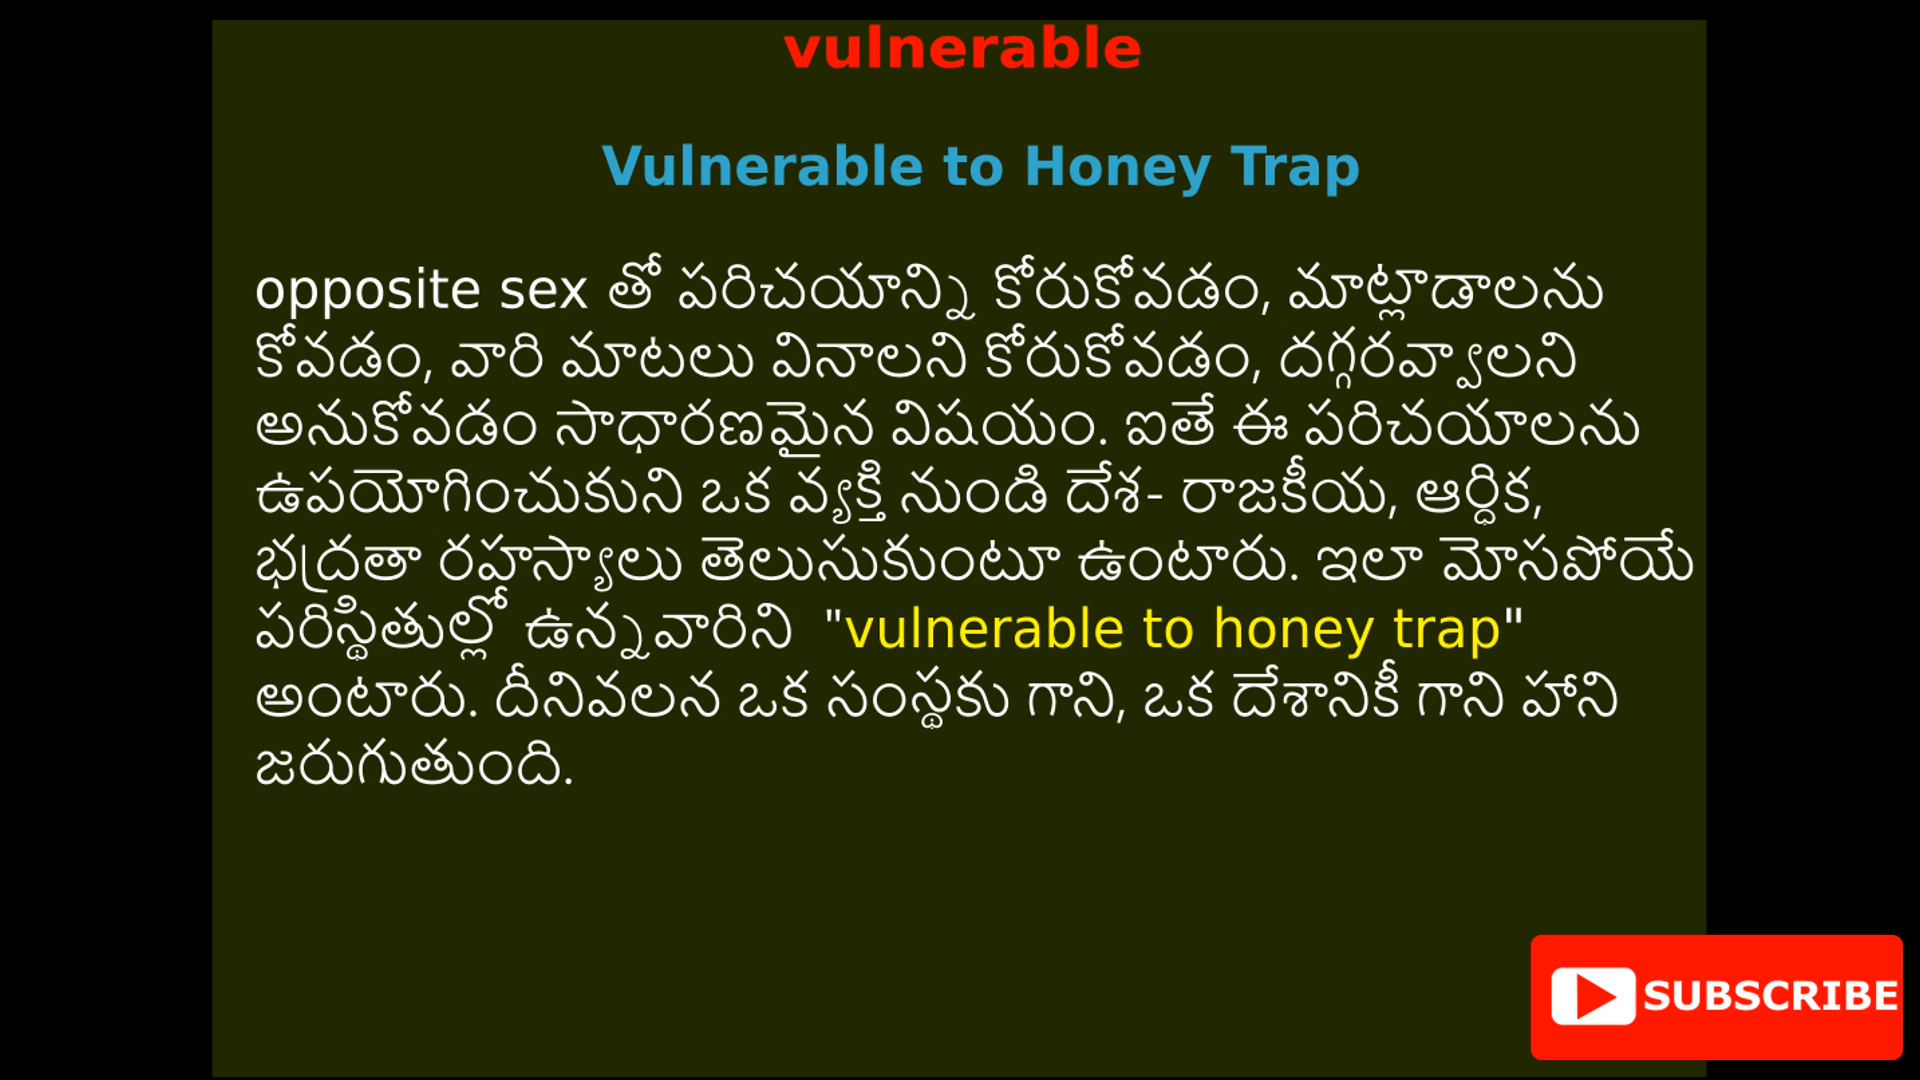 vulnerable
Vulnerable to Honey Trap
opposite sex తో పరిచయాన్ని కోరుకోవడం, మాట్లాడాలను
కోవడం, వారి మాటలు వినాలని కోరుకోవడం, దగ్గరవ్వాలని
అనుకోవడం సాధారణమైన విషయం. ఐతే ఈ పరిచయాలను
ఉపయోగించుకుని ఒక వ్యక్తి నుండి దేశ- రాజకీయ, ఆర్ధిక,
భద్రతా రహస్యాలు తెలుసుకుంటూ ఉంటారు. ఇలా మోసపోయే
పరిస్థితుల్లో ఉన్నవారిని "vulnerable to honey trap"
అంటారు. దీనివలన ఒక సంస్థకు గాని, ఒక దేశానికీ గాని హాని
జరుగుతుంది.
SUBSCRIBE